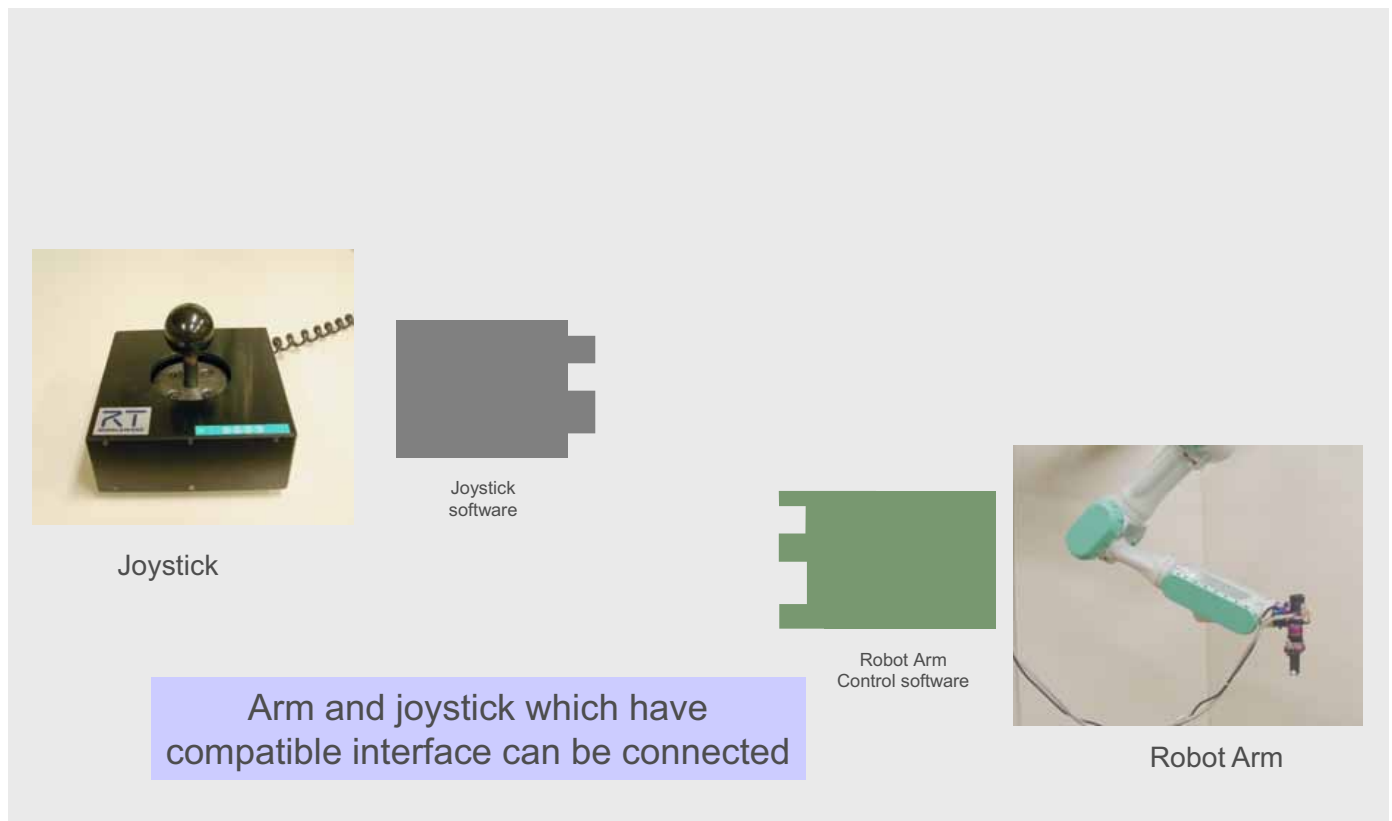 RT
Joystick
software
Joystick
Robot Arm
Control software
Arm and joystick which have
compatible interface can be connected
Robot Arm